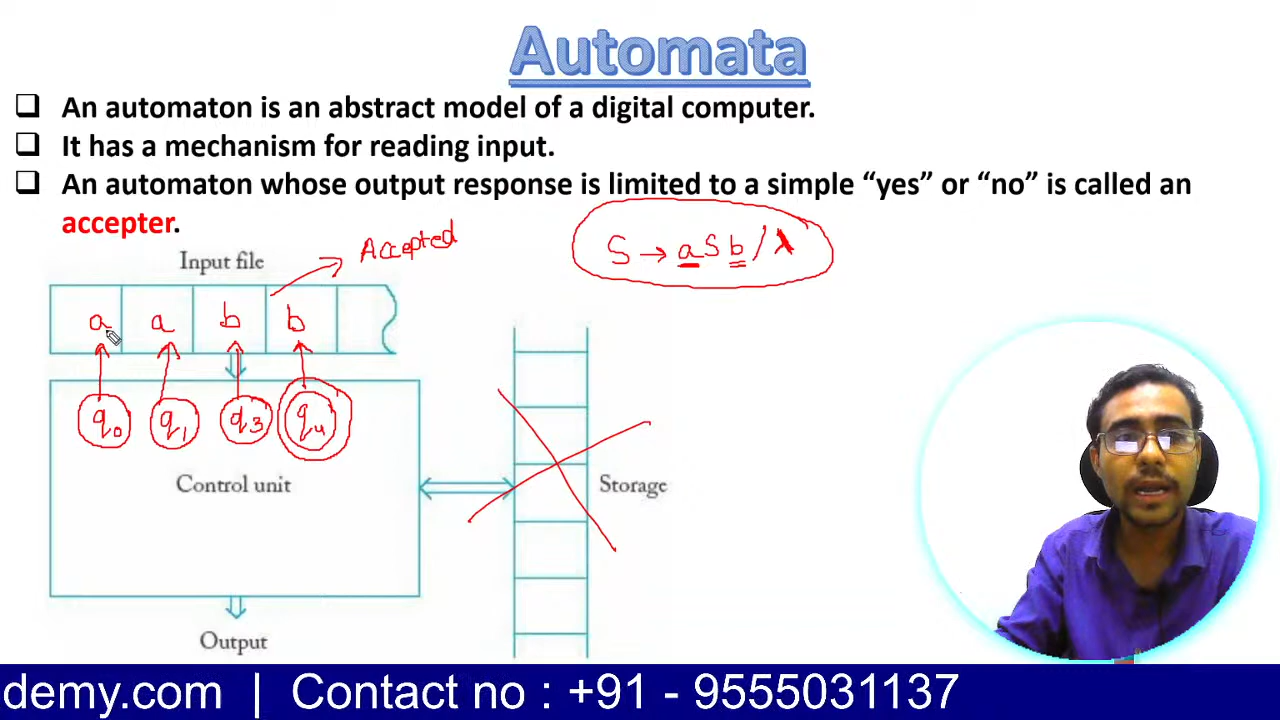 Automata
❑ An automaton is an abstract model of a digital computer.
❑ It has a mechanism for reading input.
❑ An automaton whose output response is limited to a simple “yes” or “no” is called an
accepter.
Accepted
S → aSb/λ
Input file
a a b b
q0 q1 q3 q4
Control unit
Storage
Output
demy.com | Contact no : +91 - 9555031137